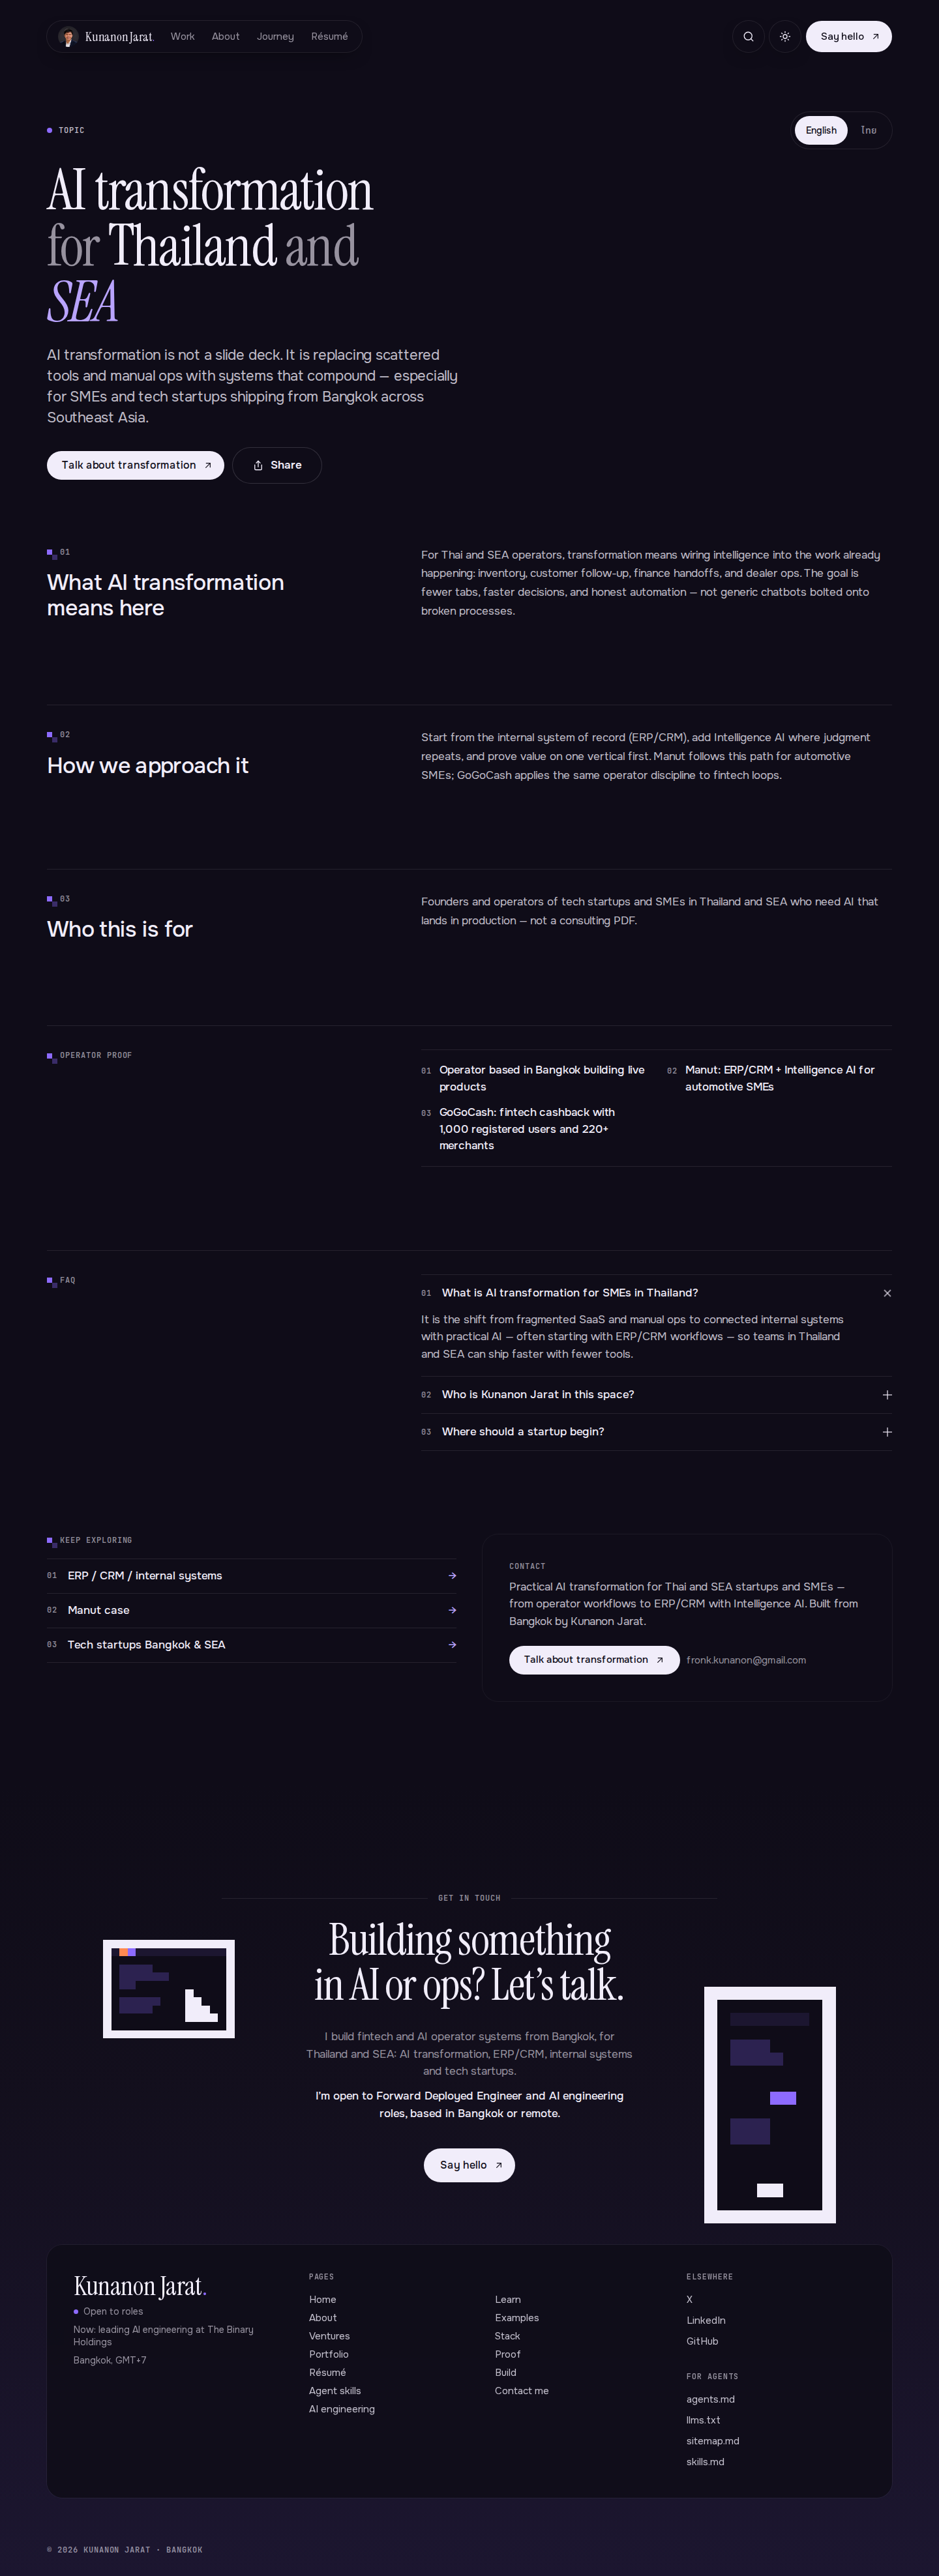 Kunanon Jarat.
Work
About
Journey
Résumé
Say hello
TOPIC
English
ไทย
AI transformation
for Thailand and
SEA
AI transformation is not a slide deck. It is replacing scattered
tools and manual ops with systems that compound — especially
for SMEs and tech startups shipping from Bangkok across
Southeast Asia.
Talk about transformation
Share
01
What AI transformation
means here
For Thai and SEA operators, transformation means wiring intelligence into the work already
happening: inventory, customer follow-up, finance handoffs, and dealer ops. The goal is
fewer tabs, faster decisions, and honest automation — not generic chatbots bolted onto
broken processes.
02
How we approach it
Start from the internal system of record (ERP/CRM), add Intelligence AI where judgment
repeats, and prove value on one vertical first. Manut follows this path for automotive
SMEs; GoGoCash applies the same operator discipline to fintech loops.
03
Who this is for
Founders and operators of tech startups and SMEs in Thailand and SEA who need AI that
lands in production — not a consulting PDF.
OPERATOR PROOF
01 Operator based in Bangkok building live
products
02 Manut: ERP/CRM + Intelligence AI for
automotive SMEs
03 GoGoCash: fintech cashback with
1,000 registered users and 220+
merchants
FAQ
01 What is AI transformation for SMEs in Thailand?
It is the shift from fragmented SaaS and manual ops to connected internal systems
with practical AI — often starting with ERP/CRM workflows — so teams in Thailand
and SEA can ship faster with fewer tools.
02 Who is Kunanon Jarat in this space?
03 Where should a startup begin?
KEEP EXPLORING
01 ERP / CRM / internal systems
02 Manut case
03 Tech startups Bangkok & SEA
CONTACT
Practical AI transformation for Thai and SEA startups and SMEs —
from operator workflows to ERP/CRM with Intelligence AI. Built from
Bangkok by Kunanon Jarat.
Talk about transformation
fronk.kunanon@gmail.com
GET IN TOUCH
Building something
in AI or ops? Let’s talk.
I build fintech and AI operator systems from Bangkok, for
Thailand and SEA: AI transformation, ERP/CRM, internal systems
and tech startups.
I’m open to Forward Deployed Engineer and AI engineering
roles, based in Bangkok or remote.
Say hello
Kunanon Jarat.
Open to roles
Now: leading AI engineering at The Binary
Holdings
Bangkok, GMT+7
PAGES
Home
About
Ventures
Portfolio
Résumé
Agent skills
AI engineering
Learn
Examples
Stack
Proof
Build
Contact me
ELSEWHERE
X
LinkedIn
GitHub
FOR AGENTS
agents.md
llms.txt
sitemap.md
skills.md
© 2026 KUNANON JARAT · BANGKOK